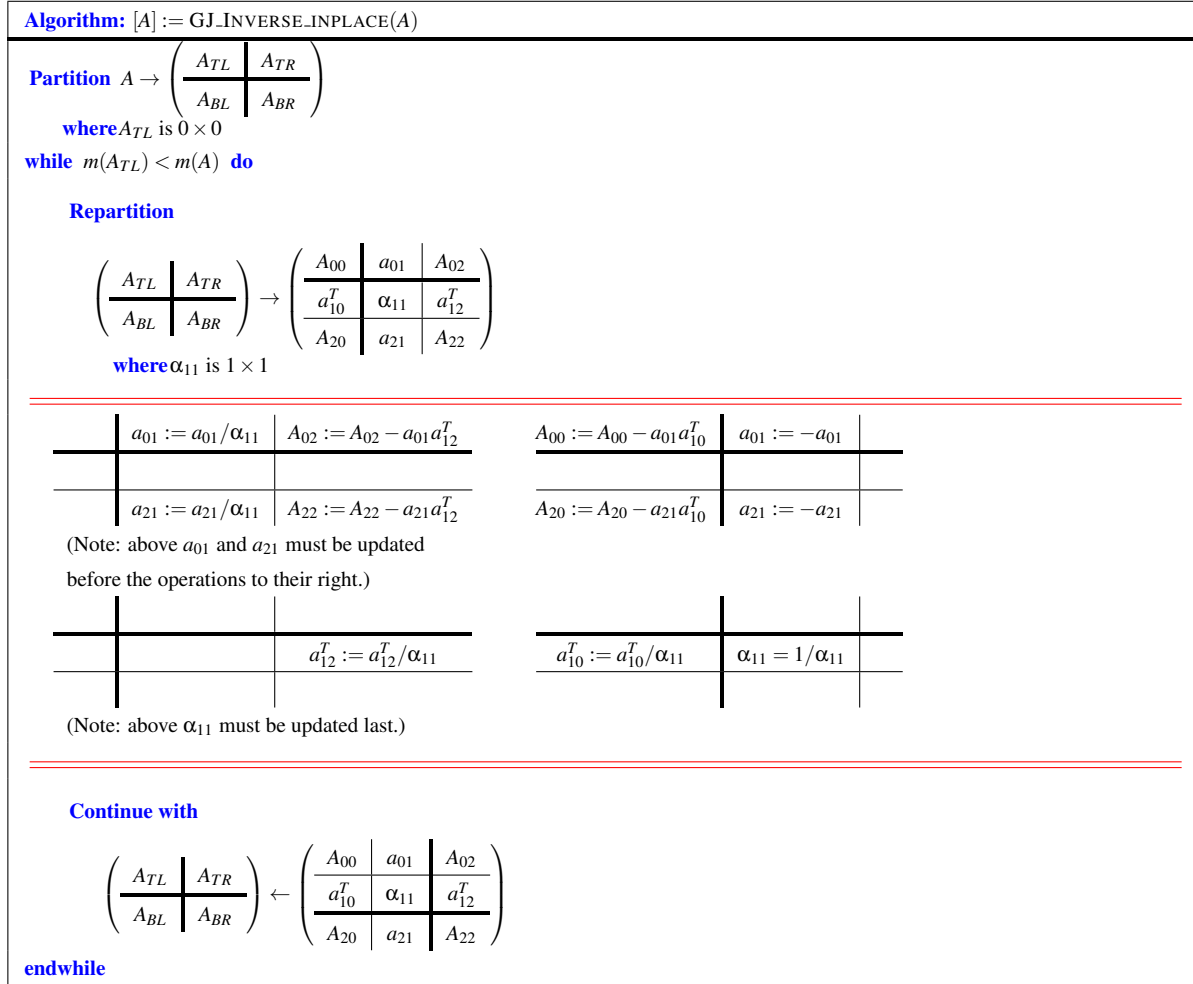 Algorithm: [A] := GJ_INVERSE_INPLACE(A)
Partition A → ( A_TL | A_TR
A_BL | A_BR )
where A_TL is 0 × 0
while m(A_TL) < m(A) do
Repartition
( A_TL | A_TR
A_BL | A_BR ) → ( A_00 | a_01 | A_02
a_10^T | α_11 | a_12^T
A_20 | a_21 | A_22 )
where α_11 is 1 × 1
a_01 := a_01/α_11 | A_02 := A_02 − a_01 a_12^T
a_21 := a_21/α_11 | A_22 := A_22 − a_21 a_12^T
A_00 := A_00 − a_01 a_10^T | a_01 := −a_01
A_20 := A_20 − a_21 a_10^T | a_21 := −a_21
(Note: above a_01 and a_21 must be updated
before the operations to their right.)
a_12^T := a_12^T/α_11
a_10^T := a_10^T/α_11 | α_11 = 1/α_11
(Note: above α_11 must be updated last.)
Continue with
( A_TL | A_TR
A_BL | A_BR ) ← ( A_00 | a_01 | A_02
a_10^T | α_11 | a_12^T
A_20 | a_21 | A_22 )
endwhile